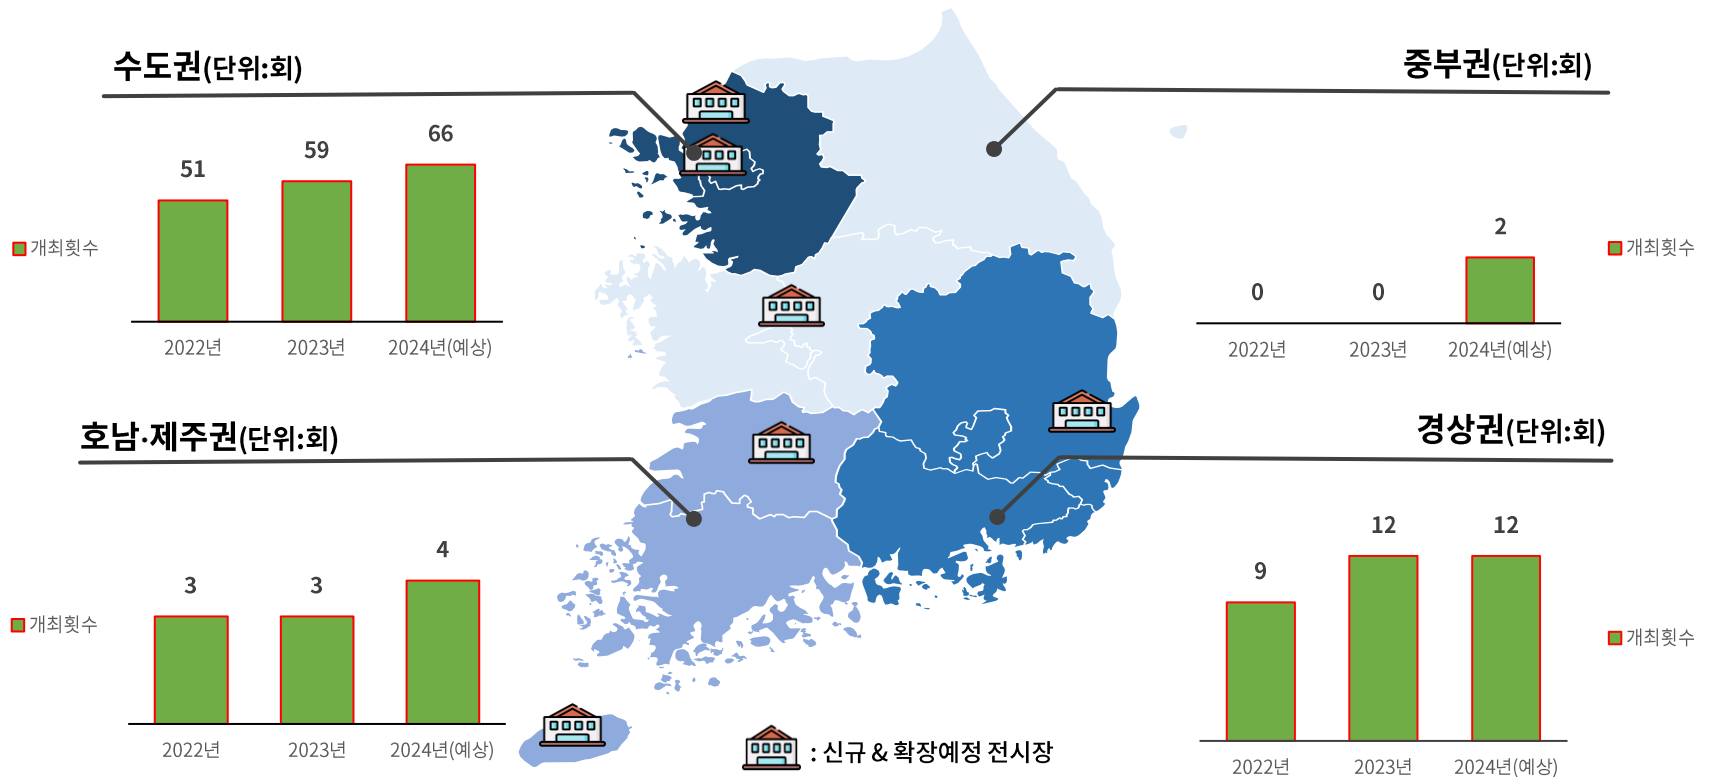 수도권(단위:회)
66
59
51
개최횟수
2022년
2023년
2024년(예상)
중부권(단위:회)
2
0
0
개최횟수
2022년
2023년
2024년(예상)
호남·제주권(단위:회)
4
3
3
개최횟수
2022년
2023년
2024년(예상)
경상권(단위:회)
12
12
9
개최횟수
2022년
2023년
2024년(예상)
: 신규 & 확장예정 전시장